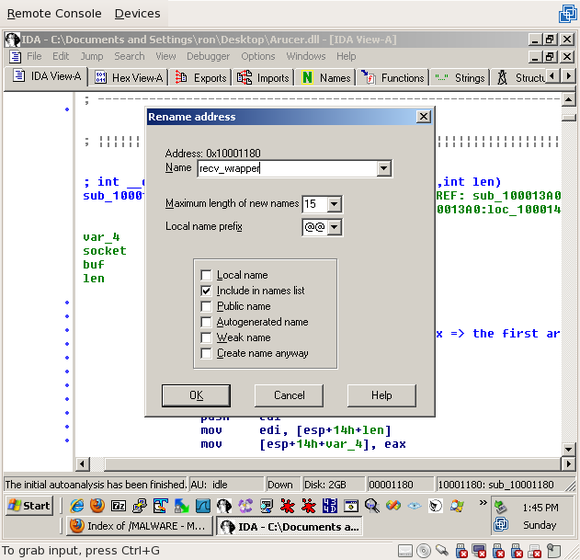 Remote Console Devices
IDA - C:\Documents and Settings\ron\Desktop\Arucer.dll - [IDA View-A]
File Edit Jump Search View Debugger Options Windows Help
IDA View-A Hex View-A Exports Imports N Names Functions "..." Strings Structu
; int __c
,int len)
sub_1000
REF: sub_100013A0
00013A0:loc_100014
var_4
socket
buf
len
x => the first ar
push edi
mov edi, [esp+14h+len]
mov [esp+14h+var_4], eax
Rename address
Address: 0x10001180
Name recv_wrapper
Maximum length of new names 15
Local name prefix @@
Local name
Include in names list
Public name
Autogenerated name
Weak name
Create name anyway
OK Cancel Help
The initial autoanalysis has been finished. AU: idle Down Disk: 2GB 00001180 10001180: sub_10001180
Start 1:45 PM
Index of /MALWARE - M... IDA - C:\Documents a... Sunday
To grab input, press Ctrl+G